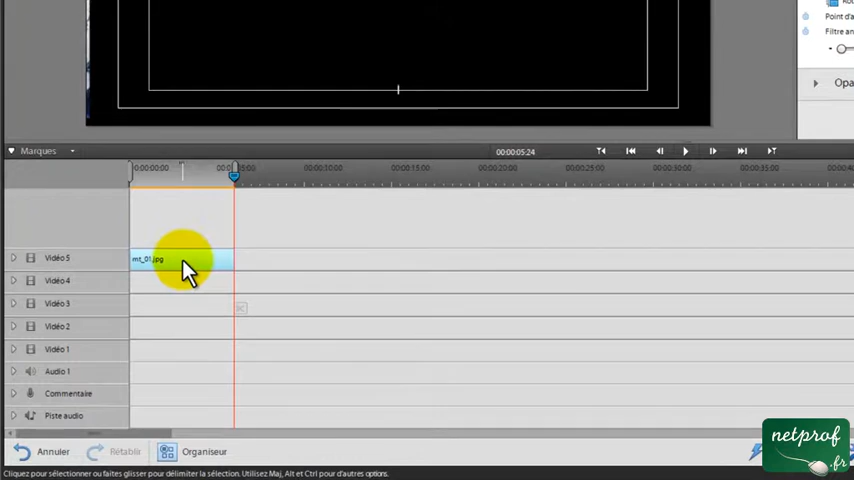 Point d'a
Filtre an
Opa
Marques
00:00:05:24
0:00:00:00
00:00:10:00
00:00:15:00
00:00:20:00
00:00:25:00
00:00:30:00
00:00:35:00
Vidéo 5
mt_01.jpg
Vidéo 4
Vidéo 3
Vidéo 2
Vidéo 1
Audio 1
Commentaire
Piste audio
Annuler
Rétablir
Organiseur
netprof
.fr
Cliquez pour sélectionner ou faites glisser pour délimiter la sélection. Utilisez Maj, Alt et Ctrl pour d'autres options.